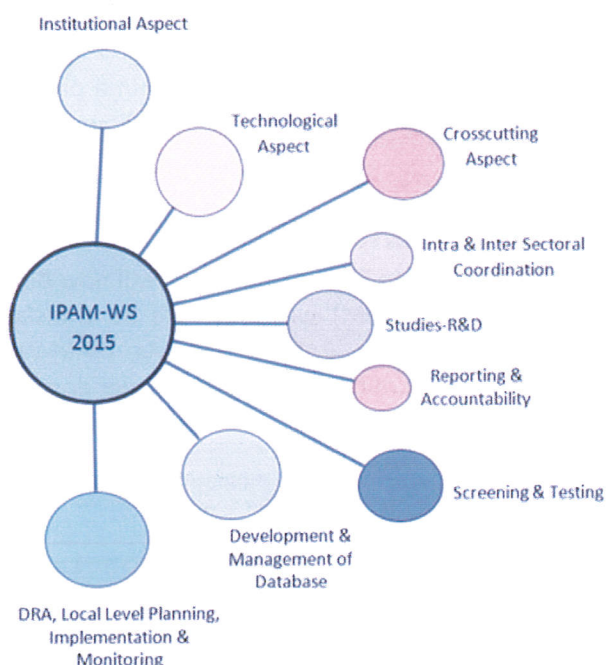 Institutional Aspect
Technological
Aspect
Crosscutting
Aspect
Intra & Inter Sectoral
Coordination
IPAM-WS
2015
Studies-R&D
Reporting &
Accountability
Screening & Testing
Development &
Management of
Database
DRA, Local Level Planning,
Implementation &
Monitoring